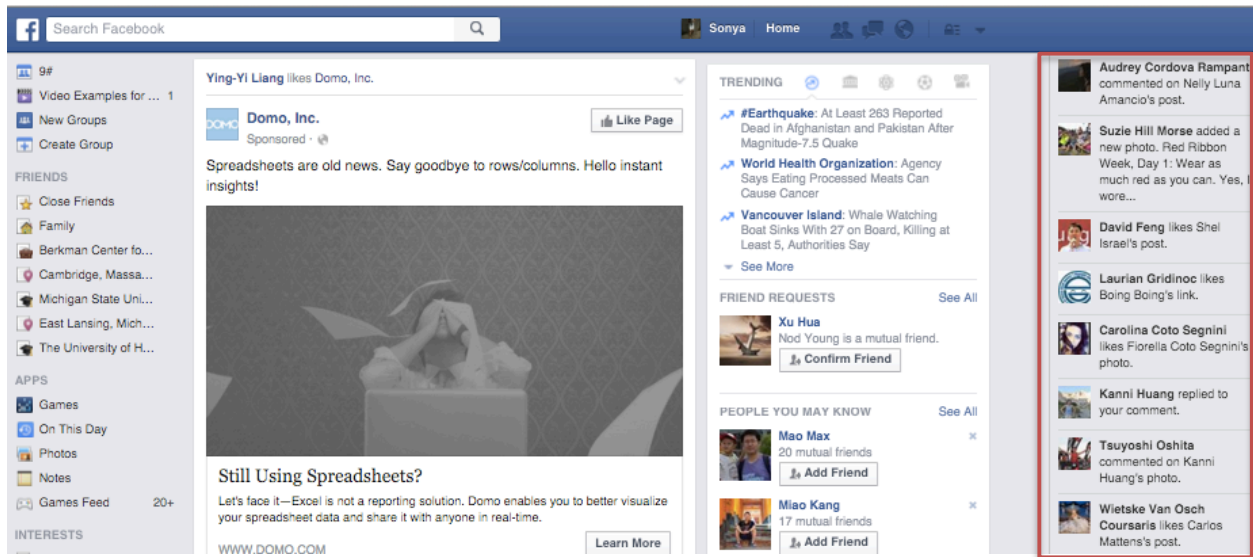 f
Search Facebook
Sonya
Home
9#
Video Examples for ... 1
New Groups
Create Group
FRIENDS
Close Friends
Family
Berkman Center fo...
Cambridge, Massa...
Michigan State Uni...
East Lansing, Mich...
The University of H...
APPS
Games
On This Day
Photos
Notes
Games Feed 20+
INTERESTS
Ying-Yi Liang likes Domo, Inc.
DOMO
Domo, Inc.
Sponsored ·
Like Page
Spreadsheets are old news. Say goodbye to rows/columns. Hello instant
insights!
Still Using Spreadsheets?
Let's face it—Excel is not a reporting solution. Domo enables you to better visualize
your spreadsheet data and share it with anyone in real-time.
WWW.DOMO.COM
Learn More
TRENDING
#Earthquake: At Least 263 Reported
Dead in Afghanistan and Pakistan After
Magnitude-7.5 Quake
World Health Organization: Agency
Says Eating Processed Meats Can
Cause Cancer
Vancouver Island: Whale Watching
Boat Sinks With 27 on Board, Killing at
Least 5, Authorities Say
See More
FRIEND REQUESTS See All
Xu Hua
Nod Young is a mutual friend.
Confirm Friend
PEOPLE YOU MAY KNOW See All
Mao Max
20 mutual friends
Add Friend
Miao Kang
17 mutual friends
Add Friend
Audrey Cordova Rampant
commented on Nelly Luna
Amancio's post.
Suzie Hill Morse added a
new photo. Red Ribbon
Week, Day 1: Wear as
much red as you can. Yes, I
wore...
David Feng likes Shel
Israel's post.
Laurian Gridinoc likes
Boing Boing's link.
Carolina Coto Segnini
likes Fiorella Coto Segnini's
photo.
Kanni Huang replied to
your comment.
Tsuyoshi Oshita
commented on Kanni
Huang's photo.
Wietske Van Osch
Coursaris likes Carlos
Mattens's post.